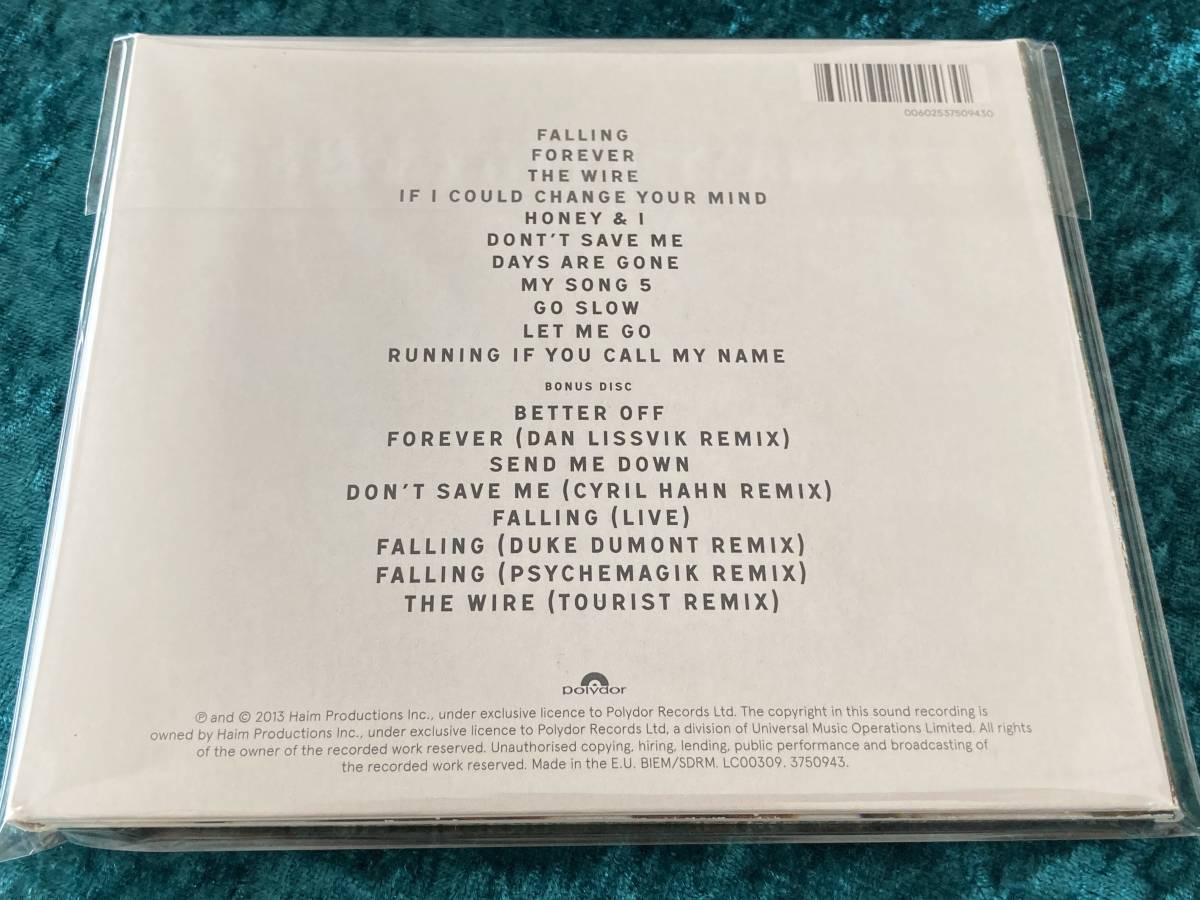 00602537509430
FALLING
FOREVER
THE WIRE
IF I COULD CHANGE YOUR MIND
HONEY & I
DONT'T SAVE ME
DAYS ARE GONE
MY SONG 5
GO SLOW
LET ME GO
RUNNING IF YOU CALL MY NAME
BONUS DISC
BETTER OFF
FOREVER (DAN LISSVIK REMIX)
SEND ME DOWN
DON'T SAVE ME (CYRIL HAHN REMIX)
FALLING (LIVE)
FALLING (DUKE DUMONT REMIX)
FALLING (PSYCHEMAGIK REMIX)
THE WIRE (TOURIST REMIX)
polydor
℗ and © 2013 Haim Productions Inc., under exclusive licence to Polydor Records Ltd. The copyright in this sound recording is
owned by Haim Productions Inc., under exclusive licence to Polydor Records Ltd, a division of Universal Music Operations Limited. All rights
of the owner of the recorded work reserved. Unauthorised copying, hiring, lending, public performance and broadcasting of
the recorded work reserved. Made in the E.U. BIEM/SDRM. LC00309. 3750943.